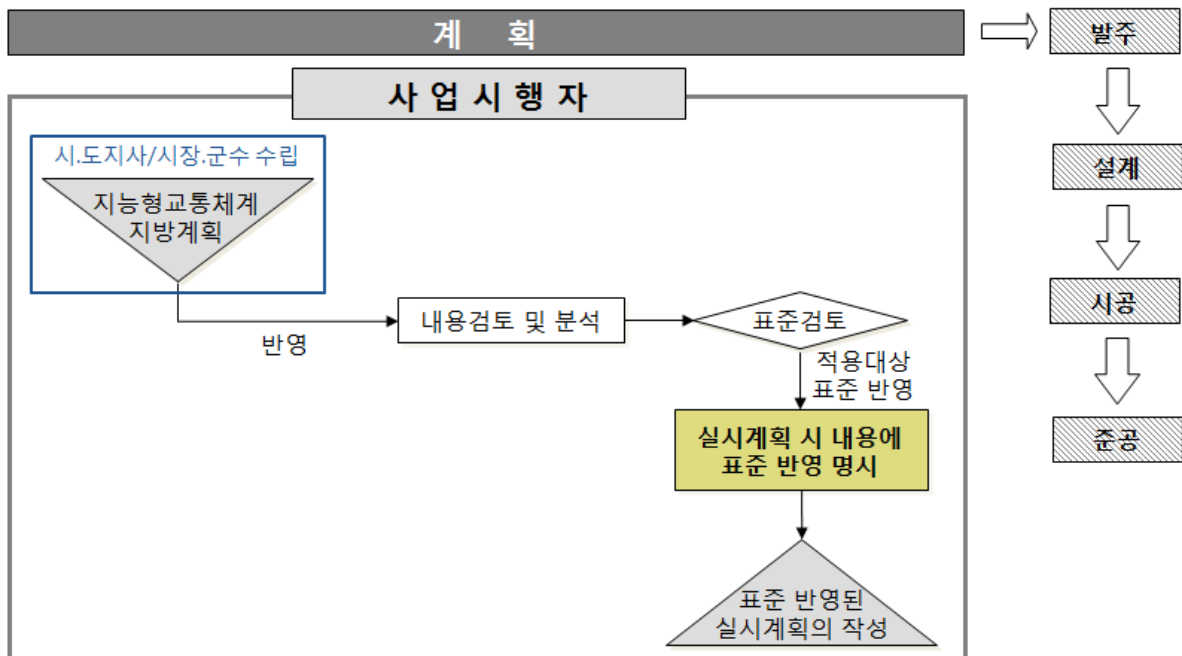 계 획
발주
사 업 시 행 자
시.도지사/시장.군수 수립
지능형교통체계
지방계획
설계
반영
내용검토 및 분석
표준검토
시공
적용대상
표준 반영
실시계획 시 내용에
표준 반영 명시
준공
표준 반영된
실시계획의 작성